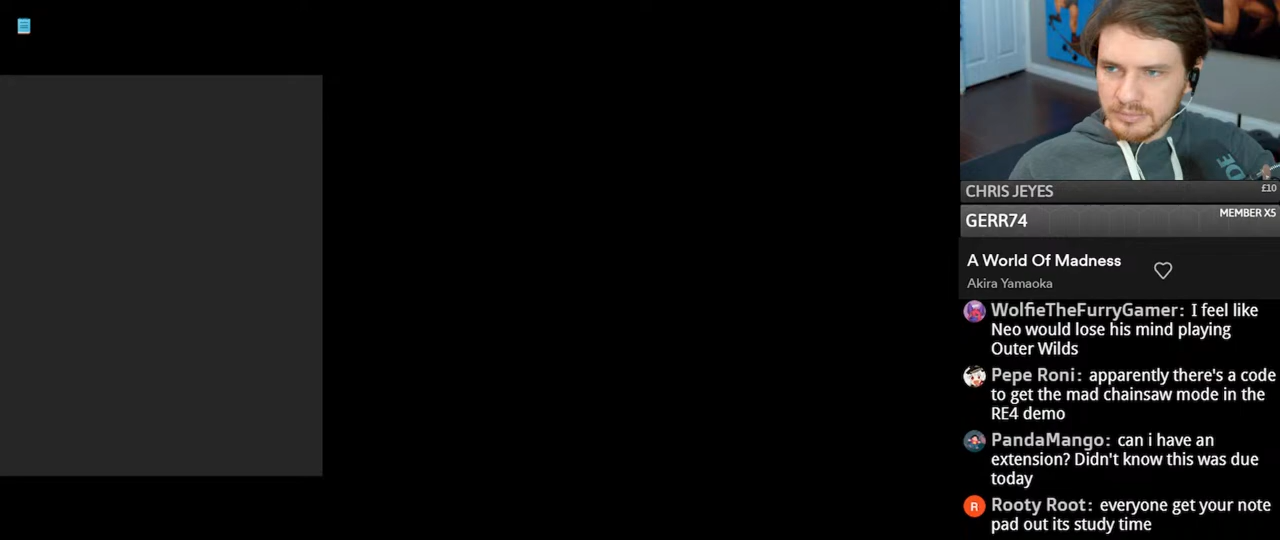 CHRIS JEYES £10
GERR74 MEMBER X5
A World Of Madness
Akira Yamaoka
WolfieTheFurryGamer: I feel like
Neo would lose his mind playing
Outer Wilds
Pepe Roni: apparently there's a code
to get the mad chainsaw mode in the
RE4 demo
PandaMango: can i have an
extension? Didn't know this was due
today
R Rooty Root: everyone get your note
pad out its study time